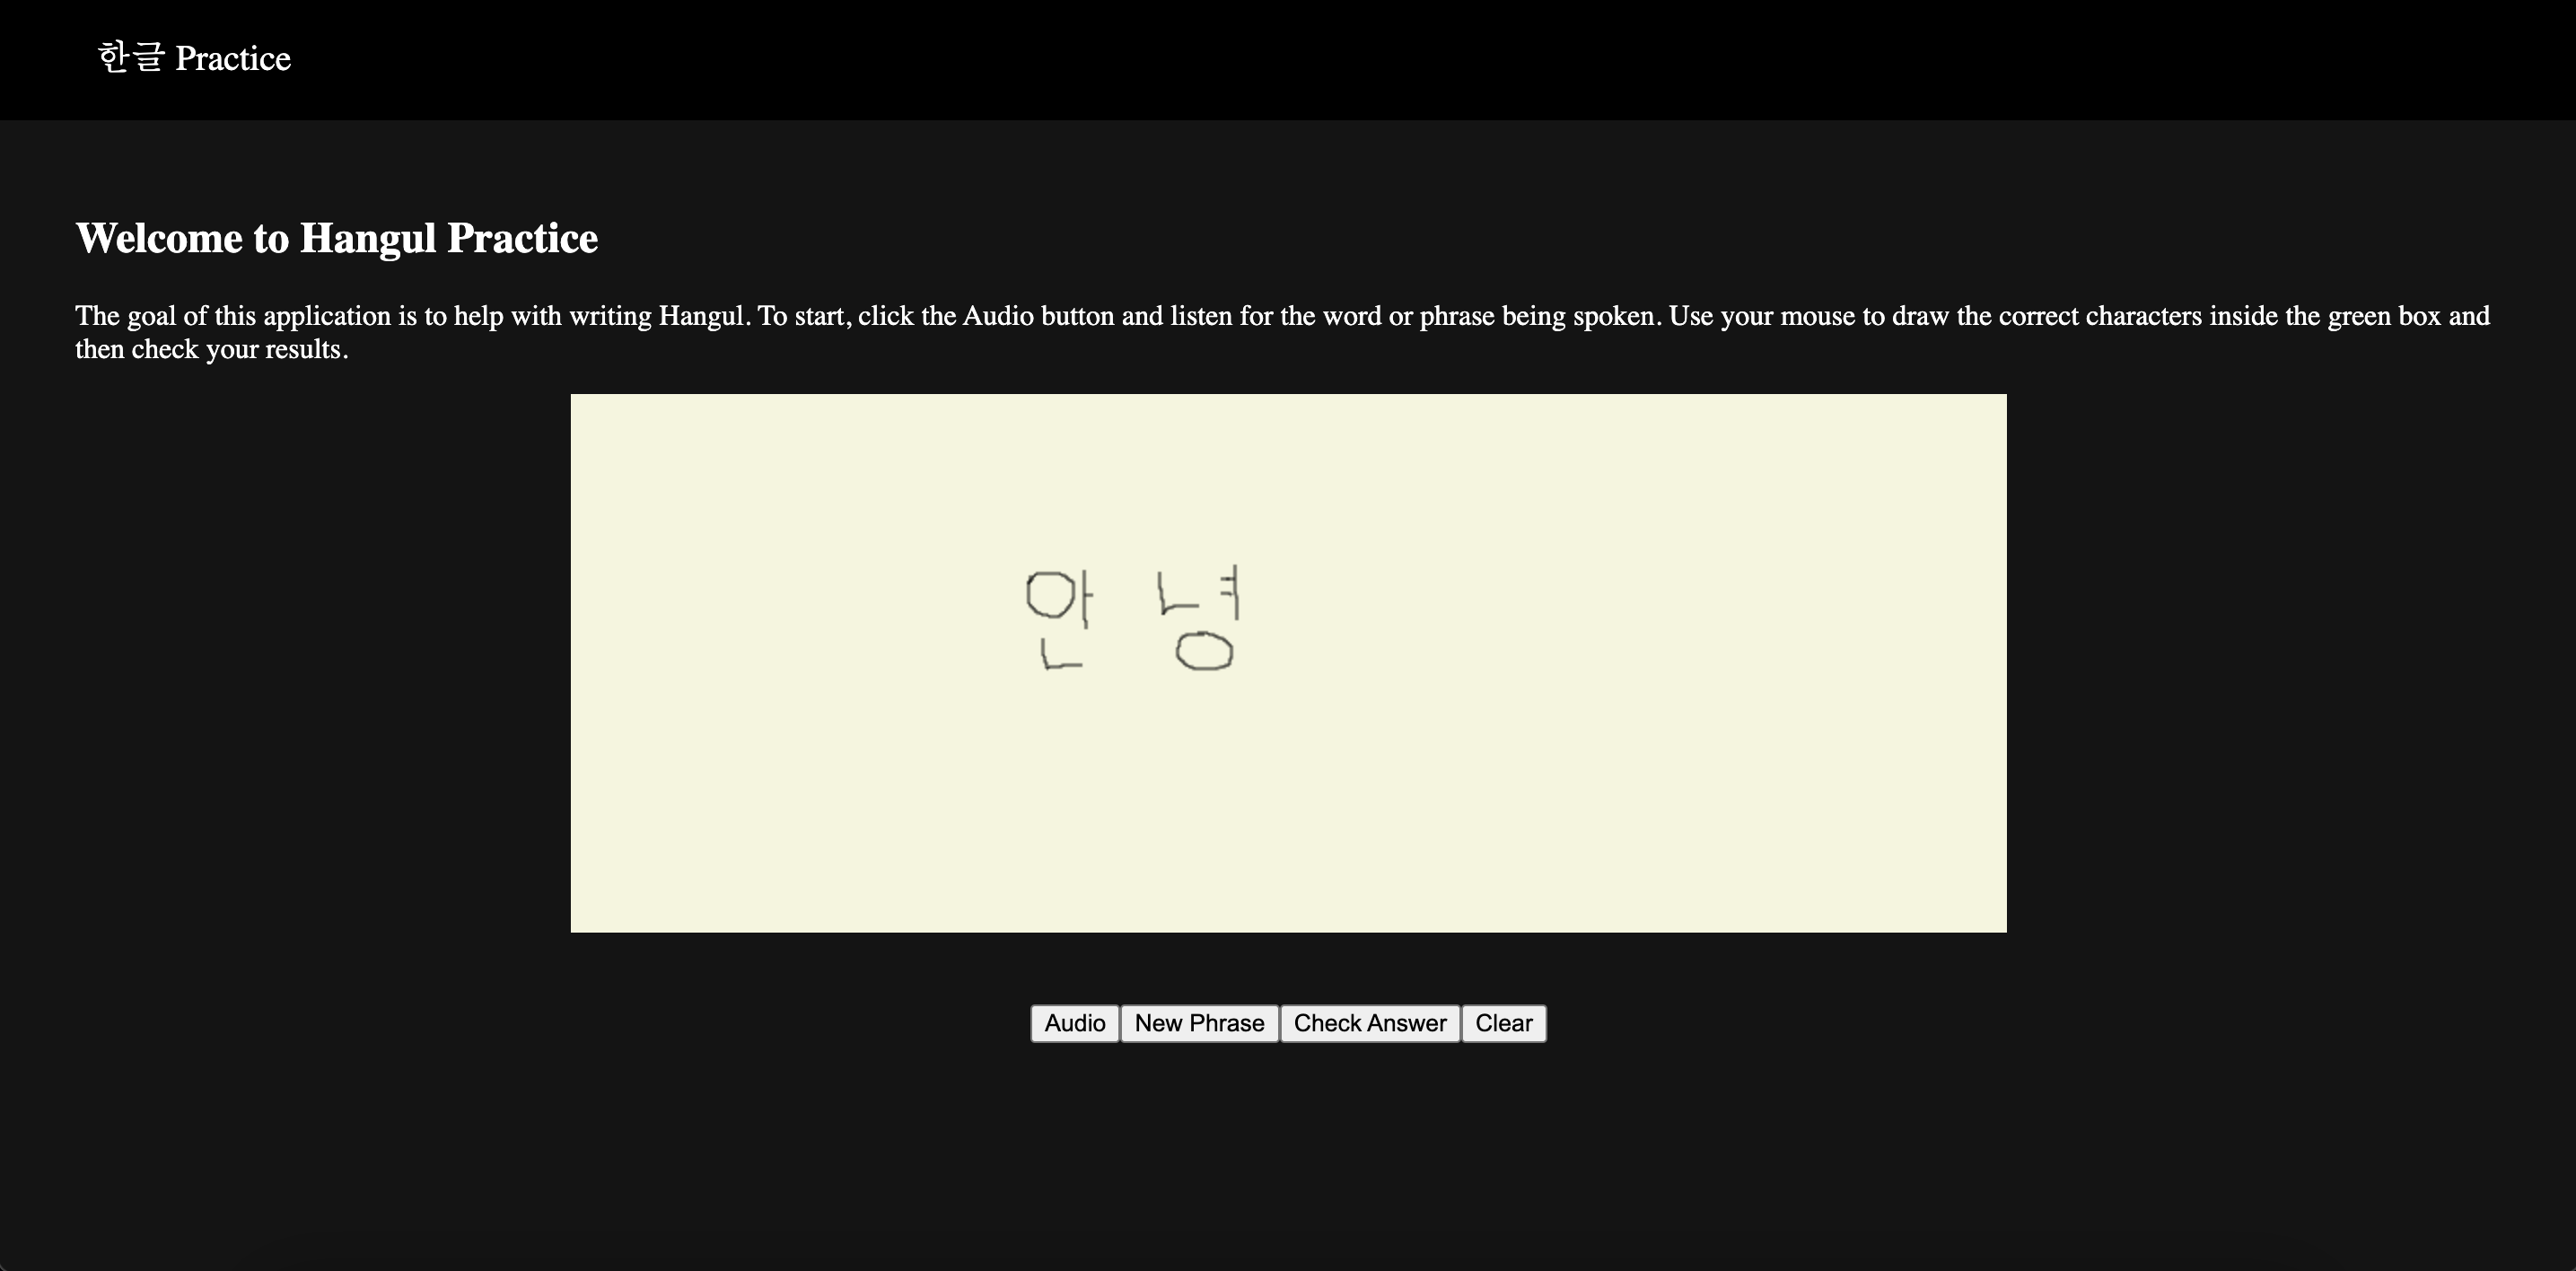 한글 Practice
Welcome to Hangul Practice
The goal of this application is to help with writing Hangul. To start, click the Audio button and listen for the word or phrase being spoken. Use your mouse to draw the correct characters inside the green box and
then check your results.
안녕
Audio New Phrase Check Answer Clear